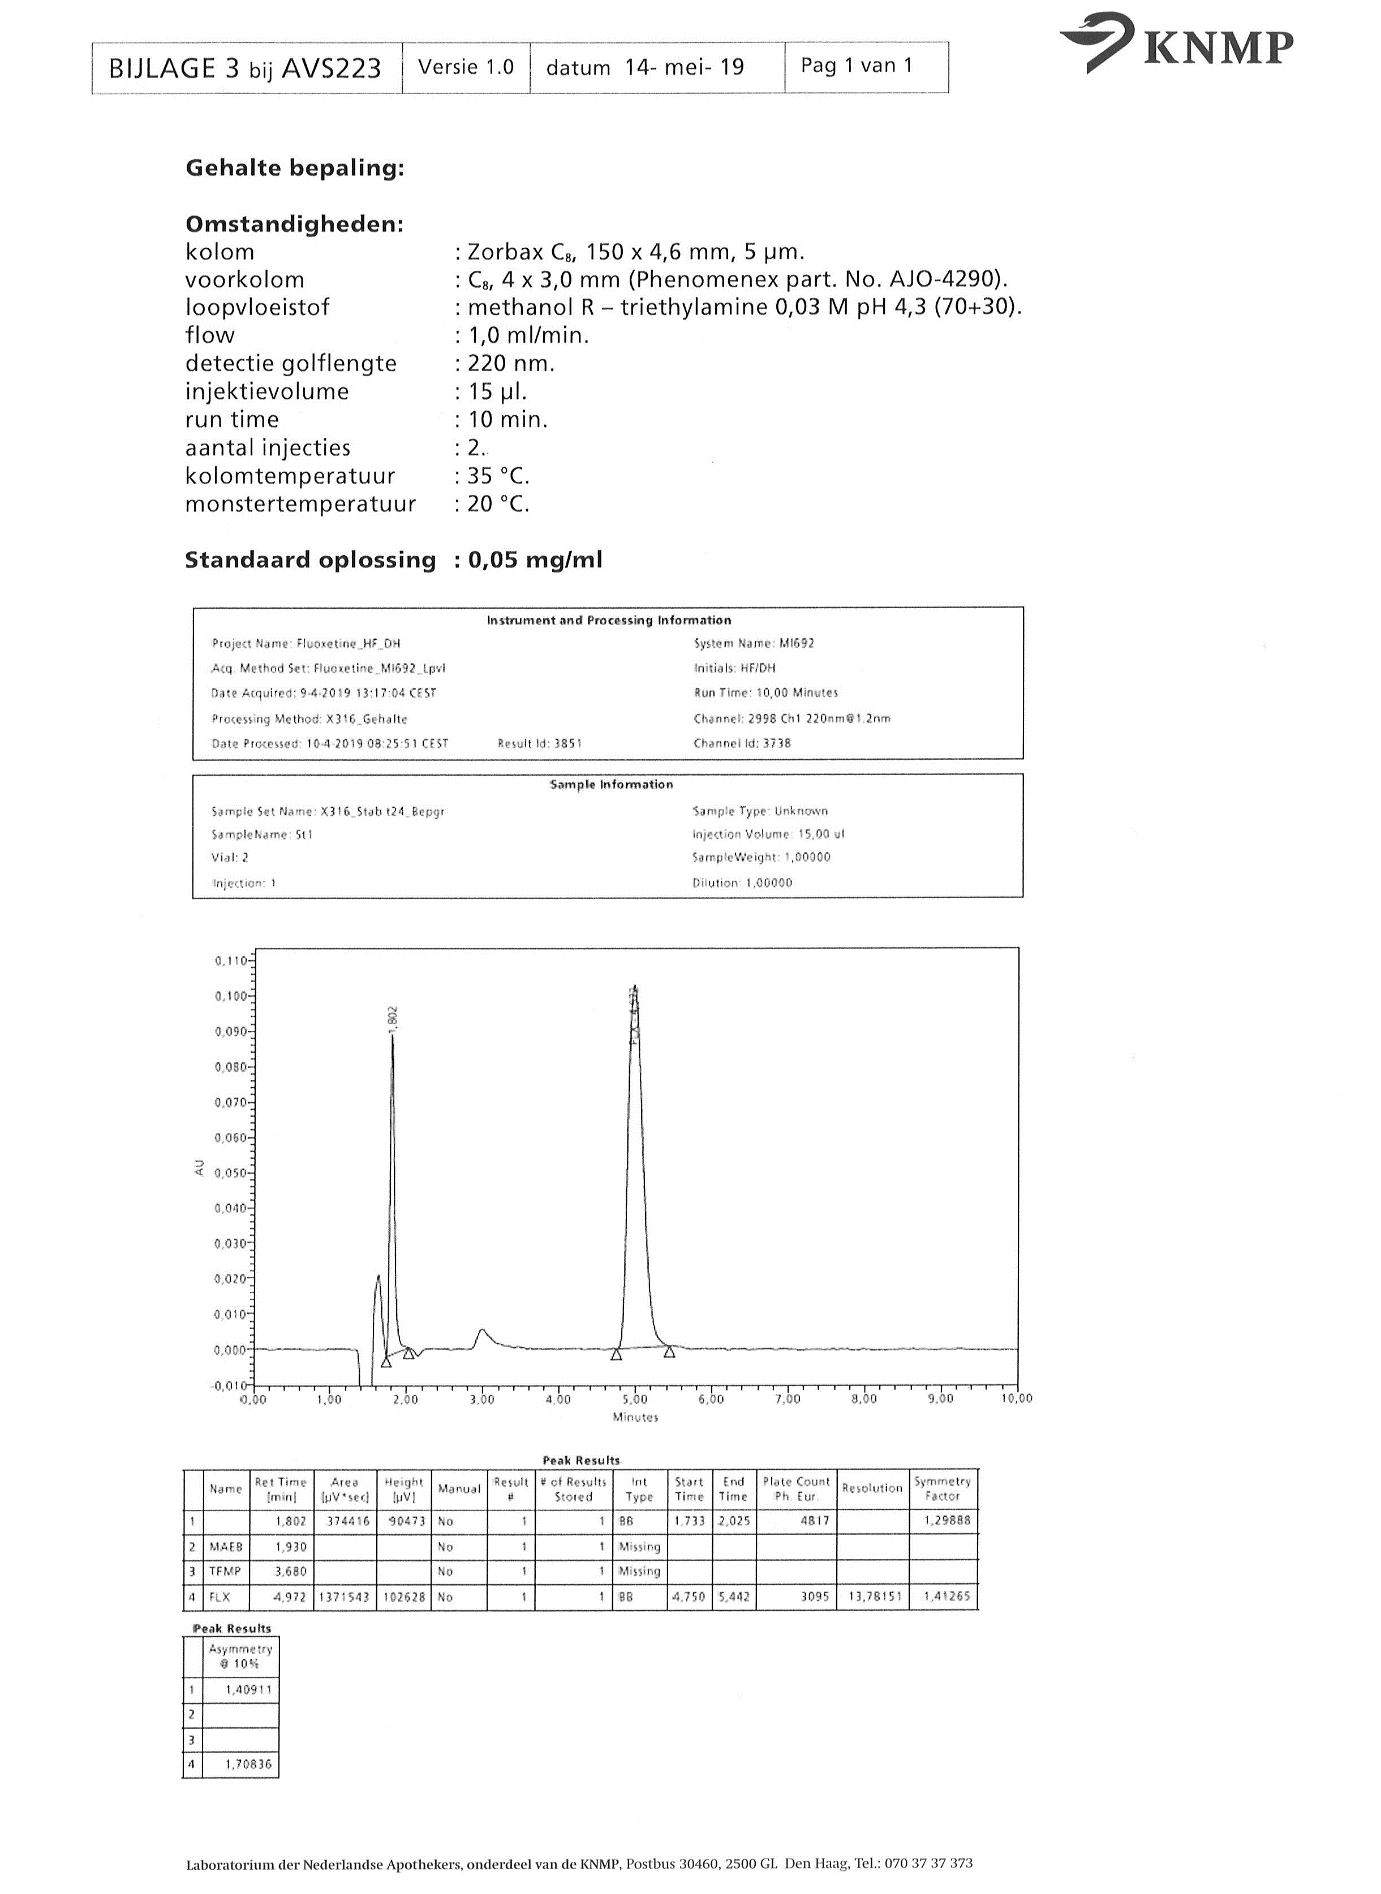 BIJLAGE 3 bij AVS223 Versie 1.0 datum 14- mei- 19 Pag 1 van 1
KNMP
Gehalte bepaling:
Omstandigheden:
kolom : Zorbax C8, 150 x 4,6 mm, 5 µm.
voorkolom : C8, 4 x 3,0 mm (Phenomenex part. No. AJO-4290).
loopvloeistof : methanol R – triethylamine 0,03 M pH 4,3 (70+30).
flow : 1,0 ml/min.
detectie golflengte : 220 nm.
injektievolume : 15 µl.
run time : 10 min.
aantal injecties : 2.
kolomtemperatuur : 35 °C.
monstertemperatuur : 20 °C.
Standaard oplossing : 0,05 mg/ml
Instrument and Processing Information
Project Name: Fluoxetine_HF_DH System Name: MI692
Acq. Method Set: Fluoxetine_MI692_Lpvl Initials: HF/DH
Date Acquired: 9-4-2019 13:17:04 CEST Run Time: 10,00 Minutes
Processing Method: X316_Gehalte Channel: 2998 Ch1 220nm@1.2nm
Date Processed: 10-4-2019 08:25:51 CEST Result Id: 3851 Channel Id: 3738
Sample Information
Sample Set Name: X316_Stab t24_Bepgr Sample Type: Unknown
SampleName: St1 Injection Volume: 15,00 ul
Vial: 2 SampleWeight: 1,00000
Injection: 1 Dilution: 1,00000
0,110
0,100
0,090
0,080
0,070
0,060
0,050
0,040
0,030
0,020
0,010
0,000
-0,010
AU
1,802
0,00 1,00 2,00 3,00 4,00 5,00 6,00 7,00 8,00 9,00 10,00
Minutes
Peak Results
Name Ret Time [min] Area [µV*sec] Height [µV] Manual Result # # of Results Stored Int Type Start Time End Time Plate Count Ph. Eur. Resolution Symmetry Factor
1 1,802 374416 90473 No 1 1 BB 1,733 2,025 4817 1,29888
2 MAEB 1,930 No 1 1 Missing
3 TFMP 3,680 No 1 1 Missing
4 FLX 4,972 1371543 102628 No 1 1 BB 4,750 5,442 3095 13,78151 1,41265
Peak Results
Asymmetry
@ 10%
1 1,40911
2
3
4 1,70836
Laboratorium der Nederlandse Apothekers, onderdeel van de KNMP, Postbus 30460, 2500 GL Den Haag, Tel.: 070 37 37 373